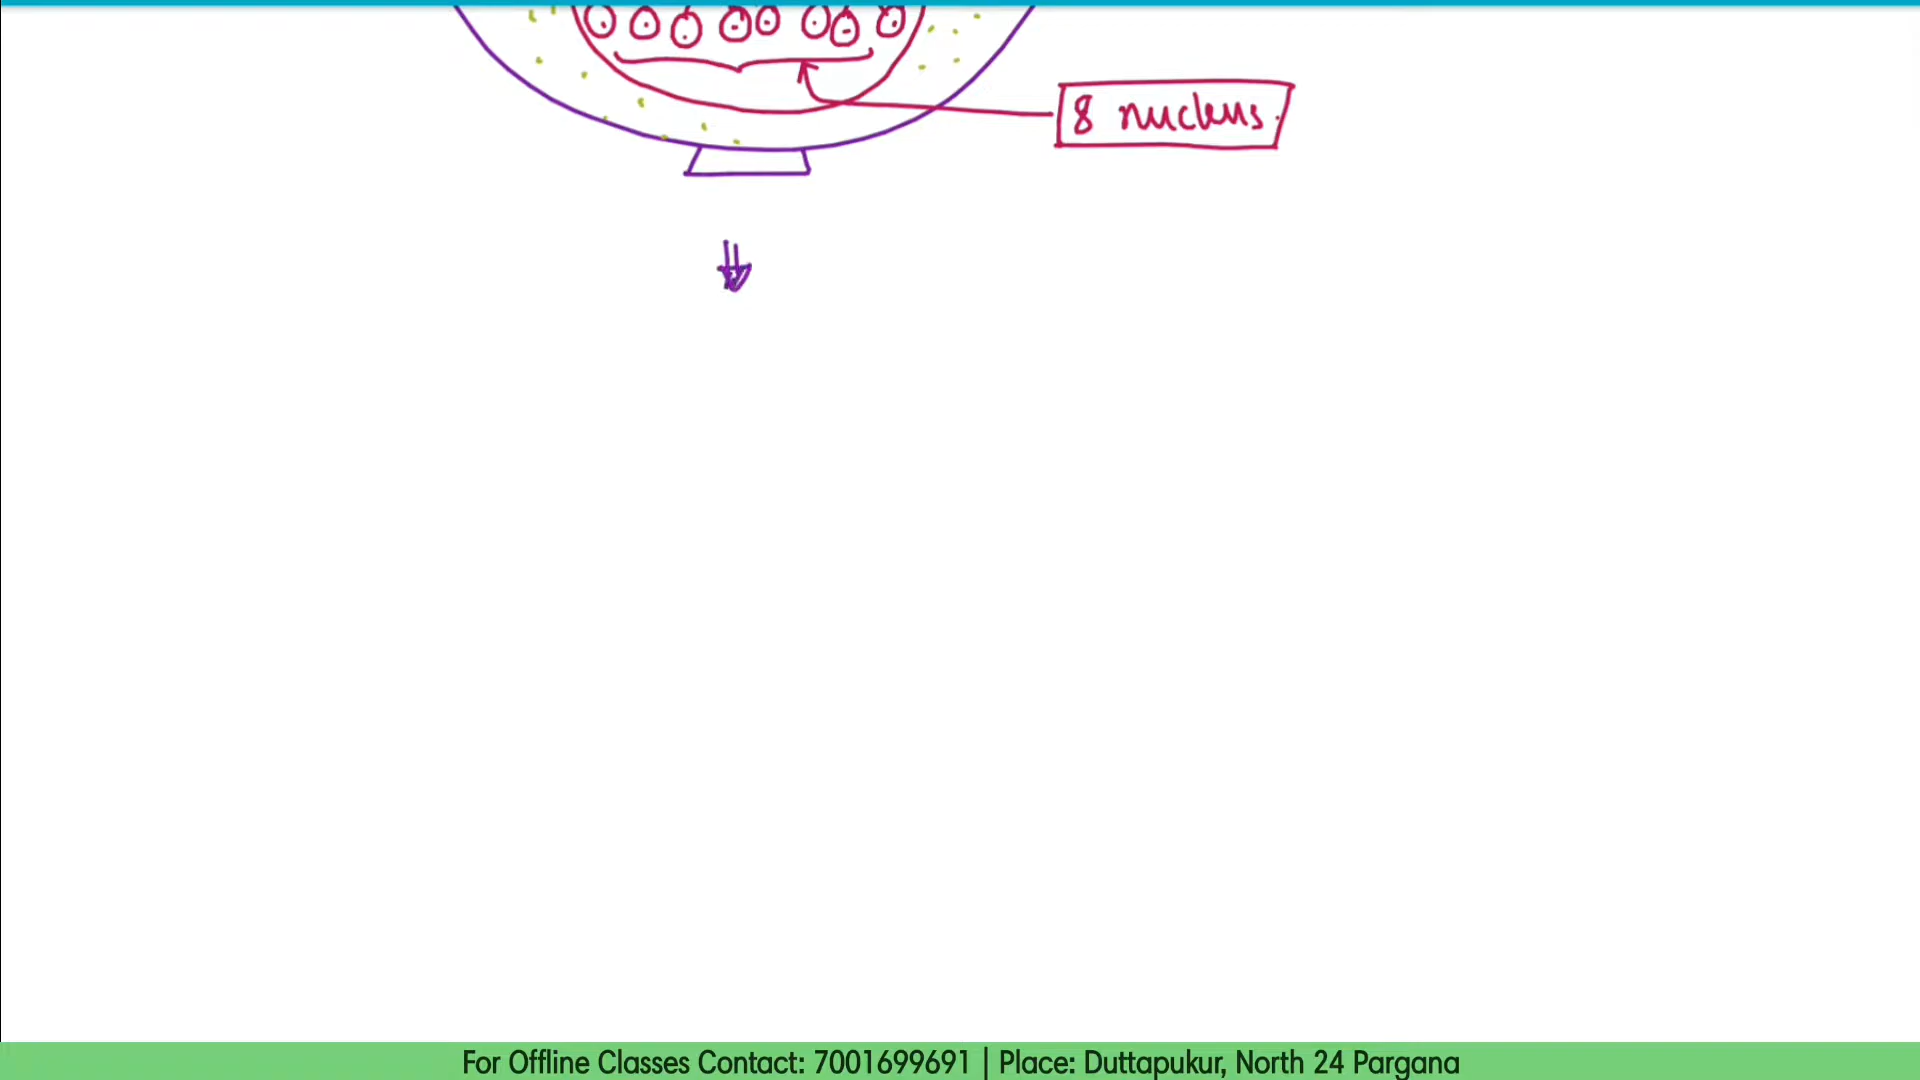 8 nucleus.
For Offline Classes Contact: 7001699691 | Place: Duttapukur, North 24 Pargana